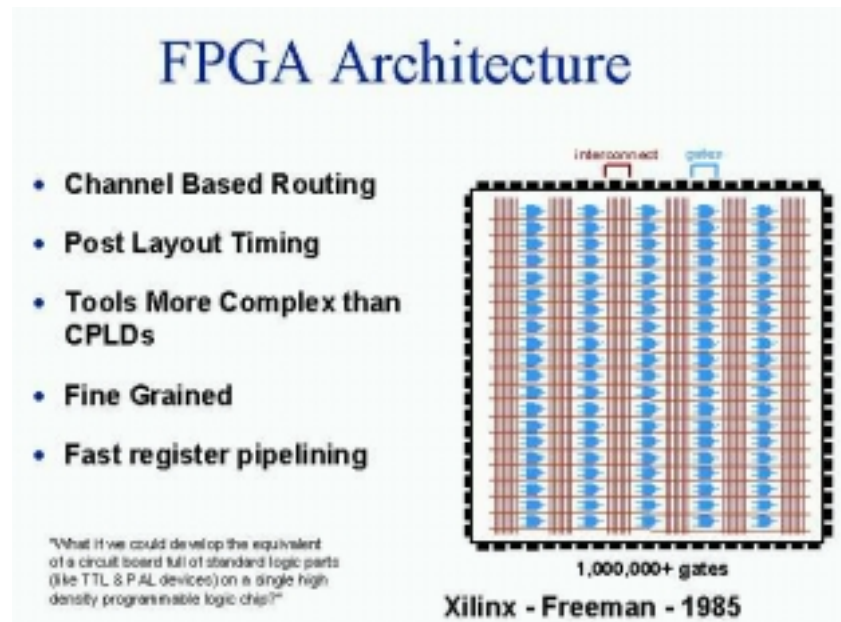 FPGA Architecture
interconnect
gates
• Channel Based Routing
• Post Layout Timing
• Tools More Complex than
CPLDs
• Fine Grained
• Fast register pipelining
"What if we could develop the equivalent
of a circuit board full of standard logic parts
(like TTL & PAL devices) on a single high
density programmable logic chip?"
1,000,000+ gates
Xilinx - Freeman - 1985